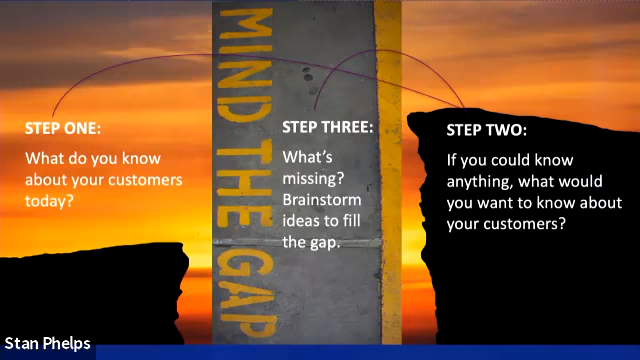 MIND THE GAP
STEP ONE:
What do you know
about your customers
today?
STEP THREE:
What's
missing?
Brainstorm
ideas to fill
the gap.
STEP TWO:
If you could know
anything, what would
you want to know about
your customers?
Stan Phelps